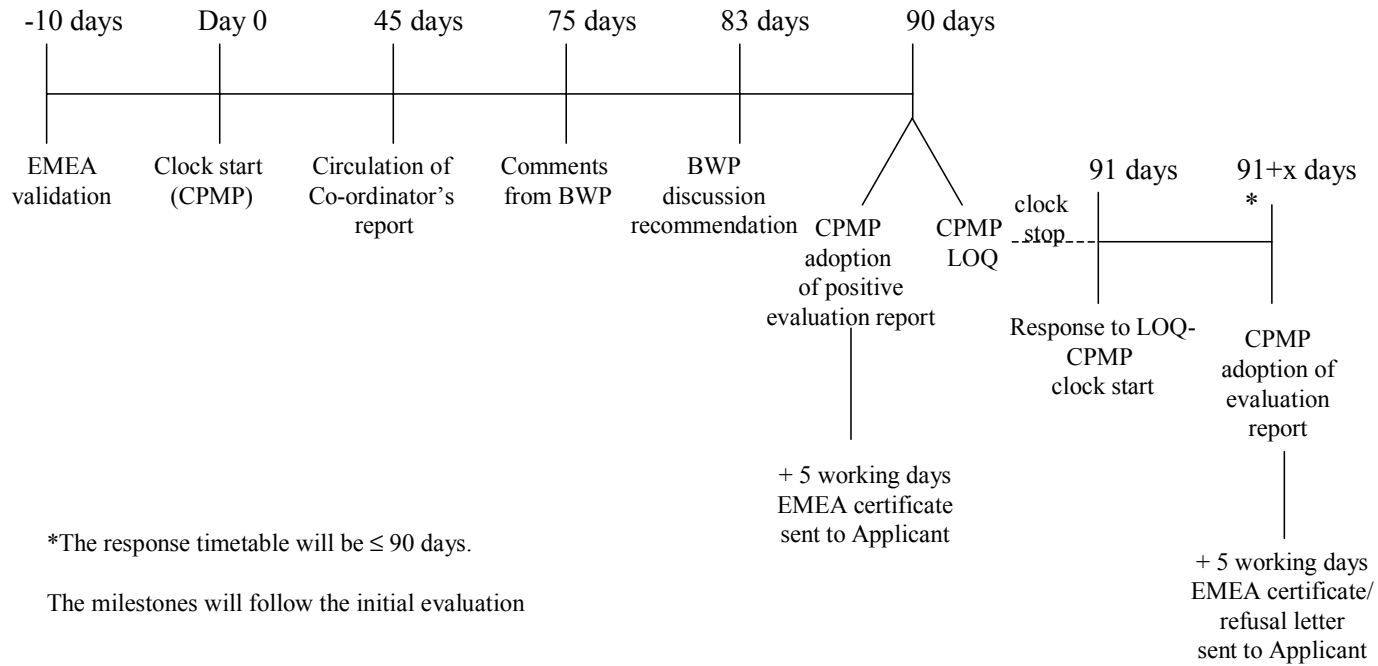 -10 days
Day 0
45 days
75 days
83 days
90 days
EMEA
validation
Clock start
(CPMP)
Circulation of
Co-ordinator’s
report
Comments
from BWP
BWP
discussion
recommendation
CPMP
adoption
of positive
evaluation report
CPMP
LOQ
clock
stop
91 days
91+x days
*
Response to LOQ-
CPMP
clock start
CPMP
adoption of
evaluation
report
+ 5 working days
EMEA certificate
sent to Applicant
+ 5 working days
EMEA certificate/
refusal letter
sent to Applicant
*The response timetable will be ≤ 90 days.
The milestones will follow the initial evaluation